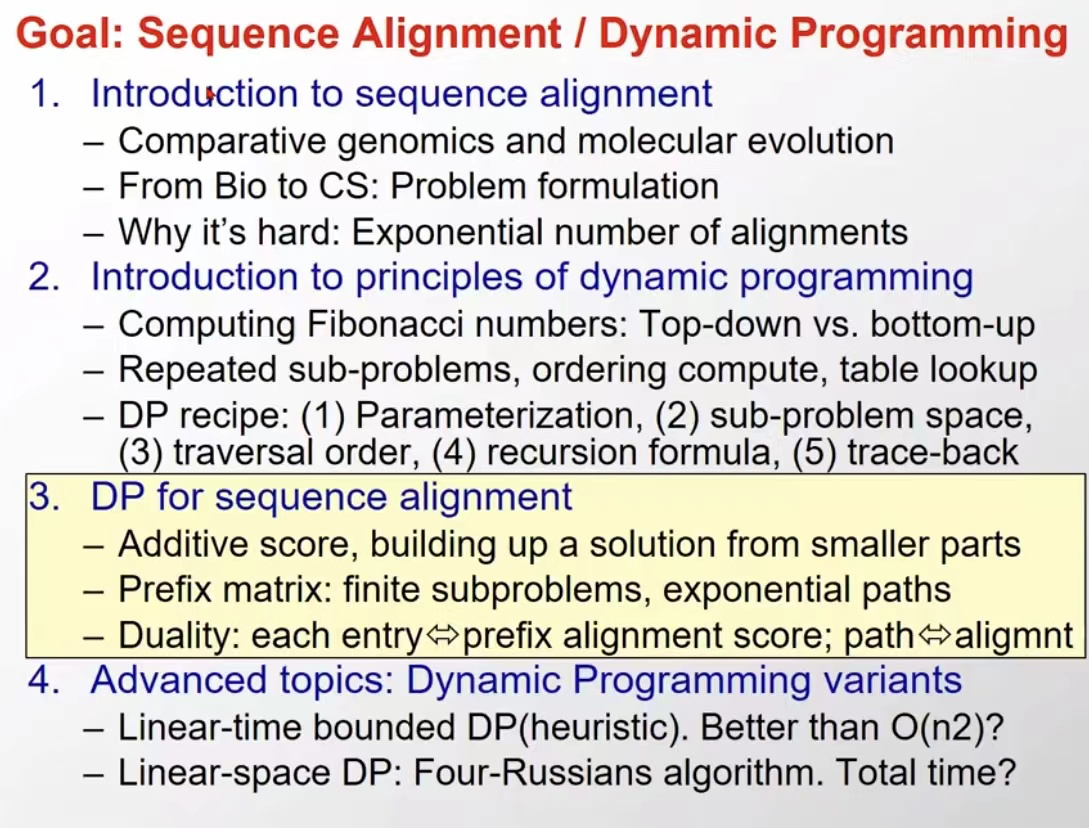 Goal: Sequence Alignment / Dynamic Programming
1. Introduction to sequence alignment
– Comparative genomics and molecular evolution
– From Bio to CS: Problem formulation
– Why it's hard: Exponential number of alignments
2. Introduction to principles of dynamic programming
– Computing Fibonacci numbers: Top-down vs. bottom-up
– Repeated sub-problems, ordering compute, table lookup
– DP recipe: (1) Parameterization, (2) sub-problem space,
(3) traversal order, (4) recursion formula, (5) trace-back
3. DP for sequence alignment
– Additive score, building up a solution from smaller parts
– Prefix matrix: finite subproblems, exponential paths
– Duality: each entry⇔prefix alignment score; path⇔aligmnt
4. Advanced topics: Dynamic Programming variants
– Linear-time bounded DP(heuristic). Better than O(n2)?
– Linear-space DP: Four-Russians algorithm. Total time?